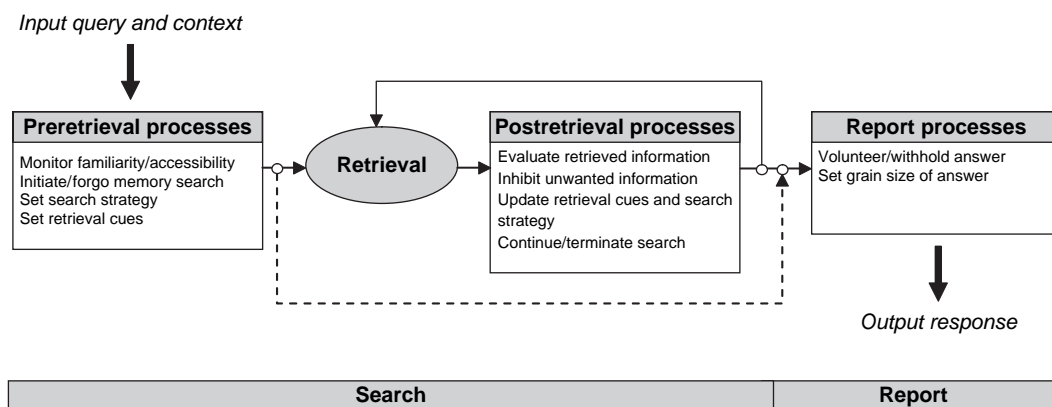 Input query and context
Preretrieval processes
Monitor familiarity/accessibility
Initiate/forgo memory search
Set search strategy
Set retrieval cues
Retrieval
Postretrieval processes
Evaluate retrieved information
Inhibit unwanted information
Update retrieval cues and search
strategy
Continue/terminate search
Report processes
Volunteer/withhold answer
Set grain size of answer
Output response
Search
Report